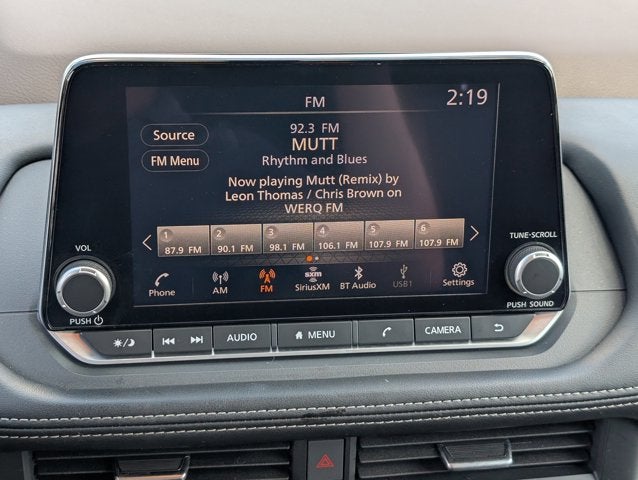 FM
2:19
Source
FM Menu
92.3 FM
MUTT
Rhythm and Blues
Now playing Mutt (Remix) by
Leon Thomas / Chris Brown on
WERQ FM
1 2 3 4 5 6
87.9 FM 90.1 FM 98.1 FM 106.1 FM 107.9 FM 107.9 FM
Phone AM FM SiriusXM BT Audio USB1 Settings
sxm
VOL
PUSH
TUNE•SCROLL
PUSH SOUND
AUDIO MENU CAMERA